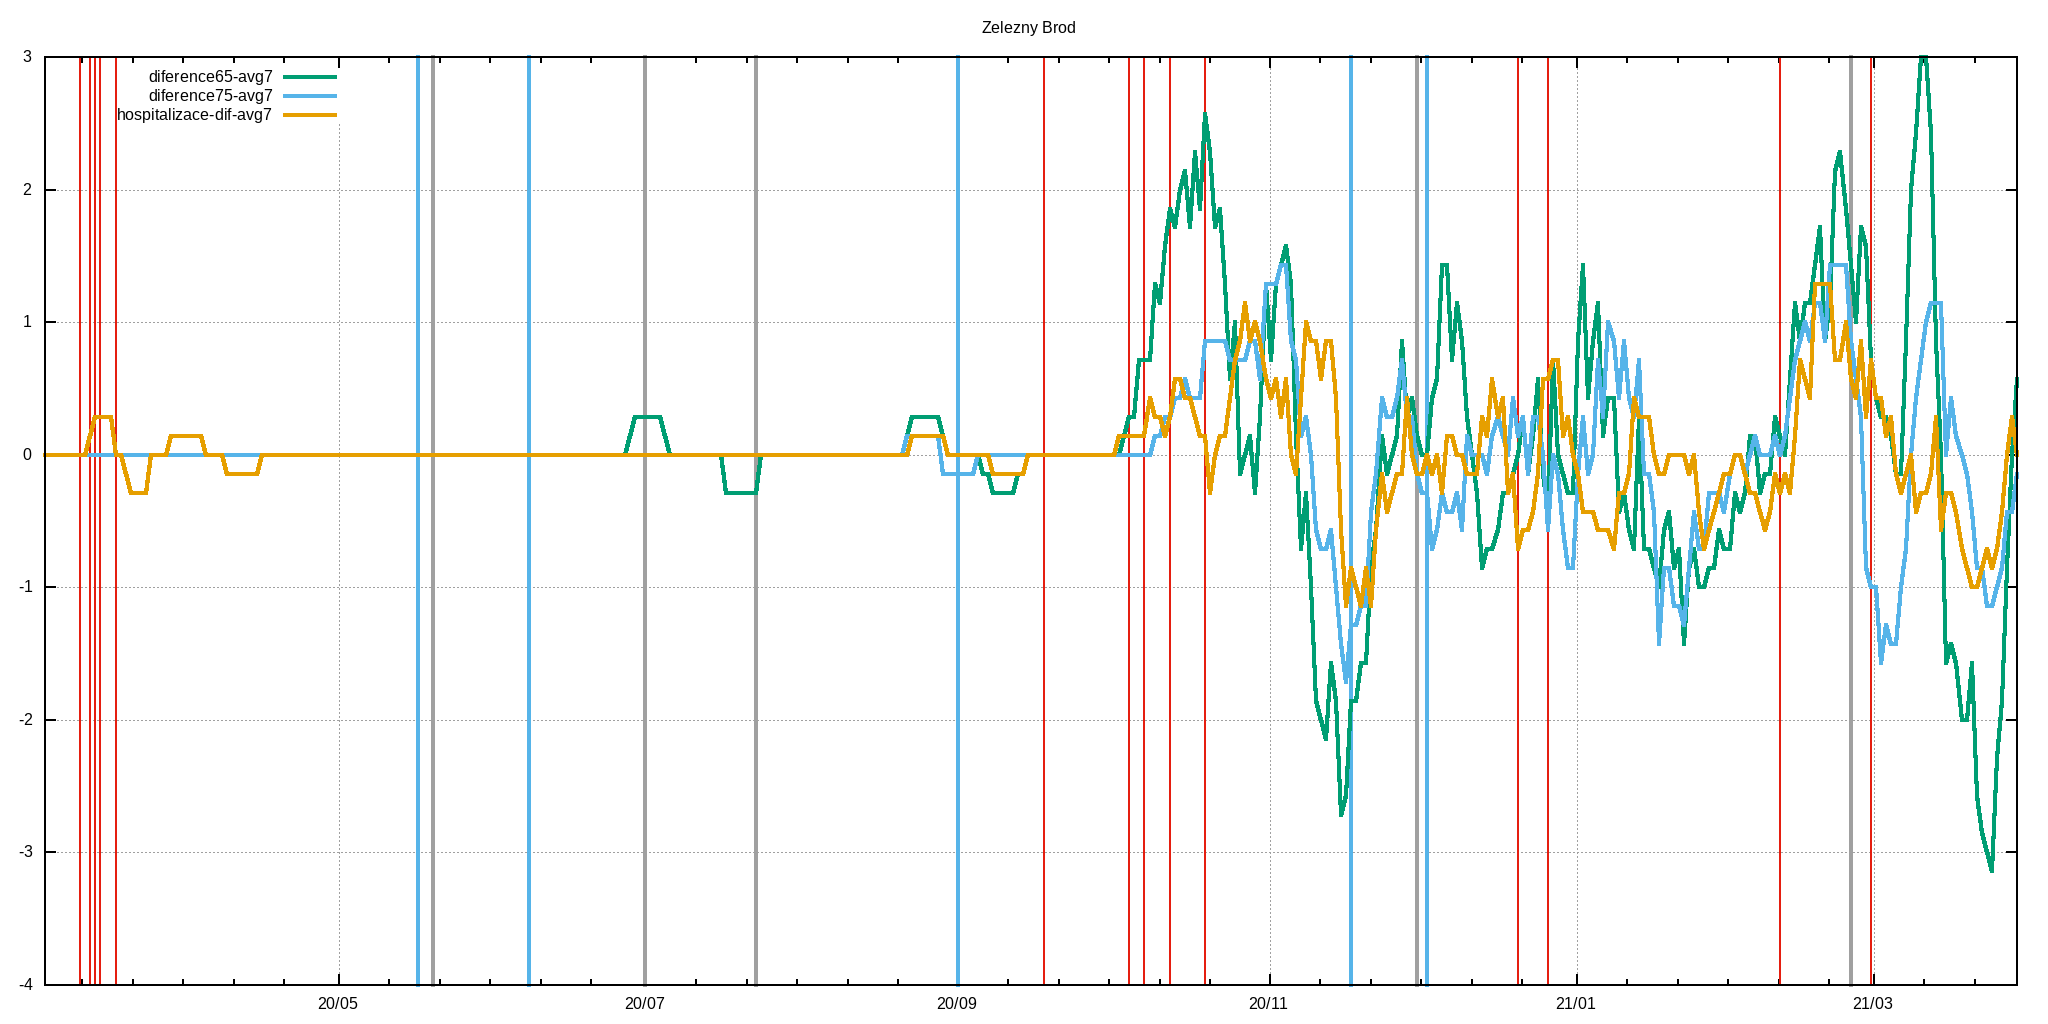 Zelezny Brod
3
diference65-avg7
diference75-avg7
hospitalizace-dif-avg7
2
1
0
-1
-2
-3
-4
20/05 20/07 20/09 20/11 21/01 21/03